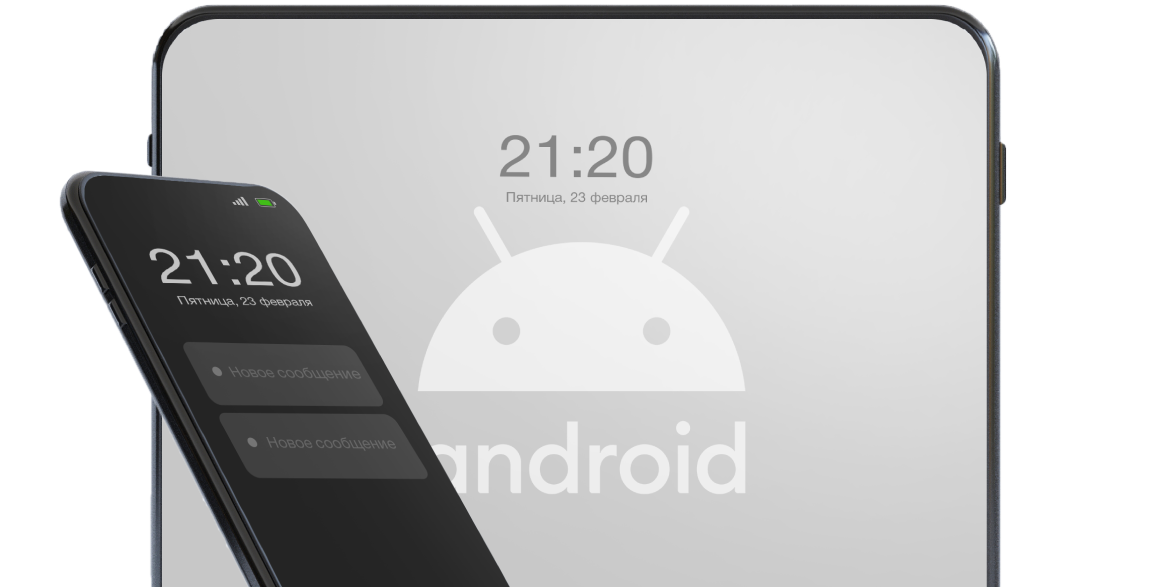 21:20
Пятница, 23 февраля
android
21:20
Пятница, 23 февраля
Новое сообщение
Новое сообщение